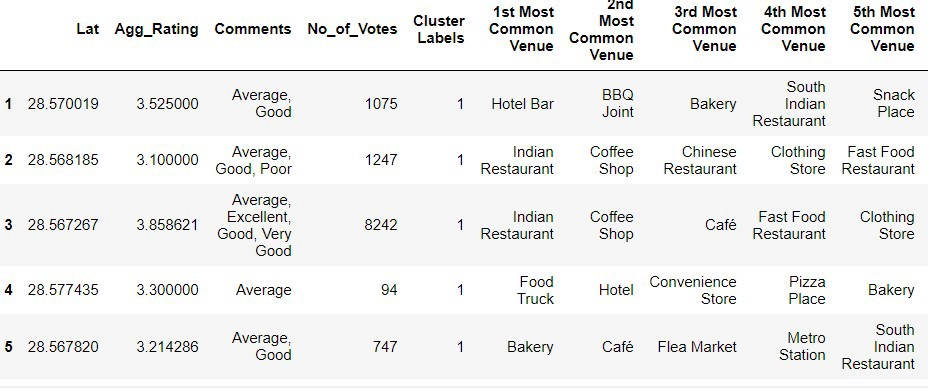 Lat Agg_Rating Comments No_of_Votes Cluster Labels 1st Most Common Venue 2nd Most Common Venue 3rd Most Common Venue 4th Most Common Venue 5th Most Common Venue
1 28.570019 3.525000 Average, Good 1075 1 Hotel Bar BBQ Joint Bakery South Indian Restaurant Snack Place
2 28.568185 3.100000 Average, Good, Poor 1247 1 Indian Restaurant Coffee Shop Chinese Restaurant Clothing Store Fast Food Restaurant
3 28.567267 3.858621 Average, Excellent, Good, Very Good 8242 1 Indian Restaurant Coffee Shop Café Fast Food Restaurant Clothing Store
4 28.577435 3.300000 Average 94 1 Food Truck Hotel Convenience Store Pizza Place Bakery
5 28.567820 3.214286 Average, Good 747 1 Bakery Café Flea Market Metro Station South Indian Restaurant